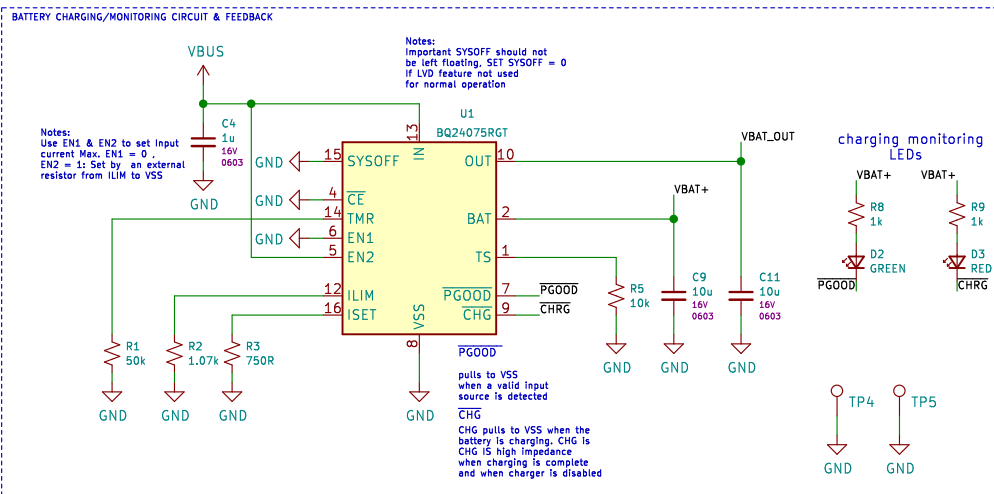 BATTERY CHARGING/MONITORING CIRCUIT & FEEDBACK
VBUS
Notes:
Important SYSOFF should not
be left floating, SET SYSOFF = 0
If LVD feature not used
for normal operation
Notes:
Use EN1 & EN2 to set Input
current Max. EN1 = 0 ,
EN2 = 1: Set by an external
resistor from ILIM to VSS
C4
1u
16V
0603
GND
U1
BQ24075RGT
13
IN
GND
15
SYSOFF
GND
4
CE
14
TMR
GND
6
EN1
5
EN2
12
ILIM
16
ISET
OUT
10
BAT
2
TS
1
PGOOD
7
PGOOD
CHG
9
CHRG
VSS
8
GND
VBAT_OUT
VBAT+
R1
50k
GND
R2
1.07k
GND
R3
750R
GND
R5
10k
GND
C9
10u
16V
0603
GND
C11
10u
16V
0603
GND
PGOOD
pulls to VSS
when a valid input
source is detected
CHG
CHG pulls to VSS when the
battery is charging. CHG is
CHG IS high impedance
when charging is complete
and when charger is disabled
charging monitoring
LEDs
VBAT+
R8
1k
D2
GREEN
PGOOD
VBAT+
R9
1k
D3
RED
CHRG
TP4
GND
TP5
GND